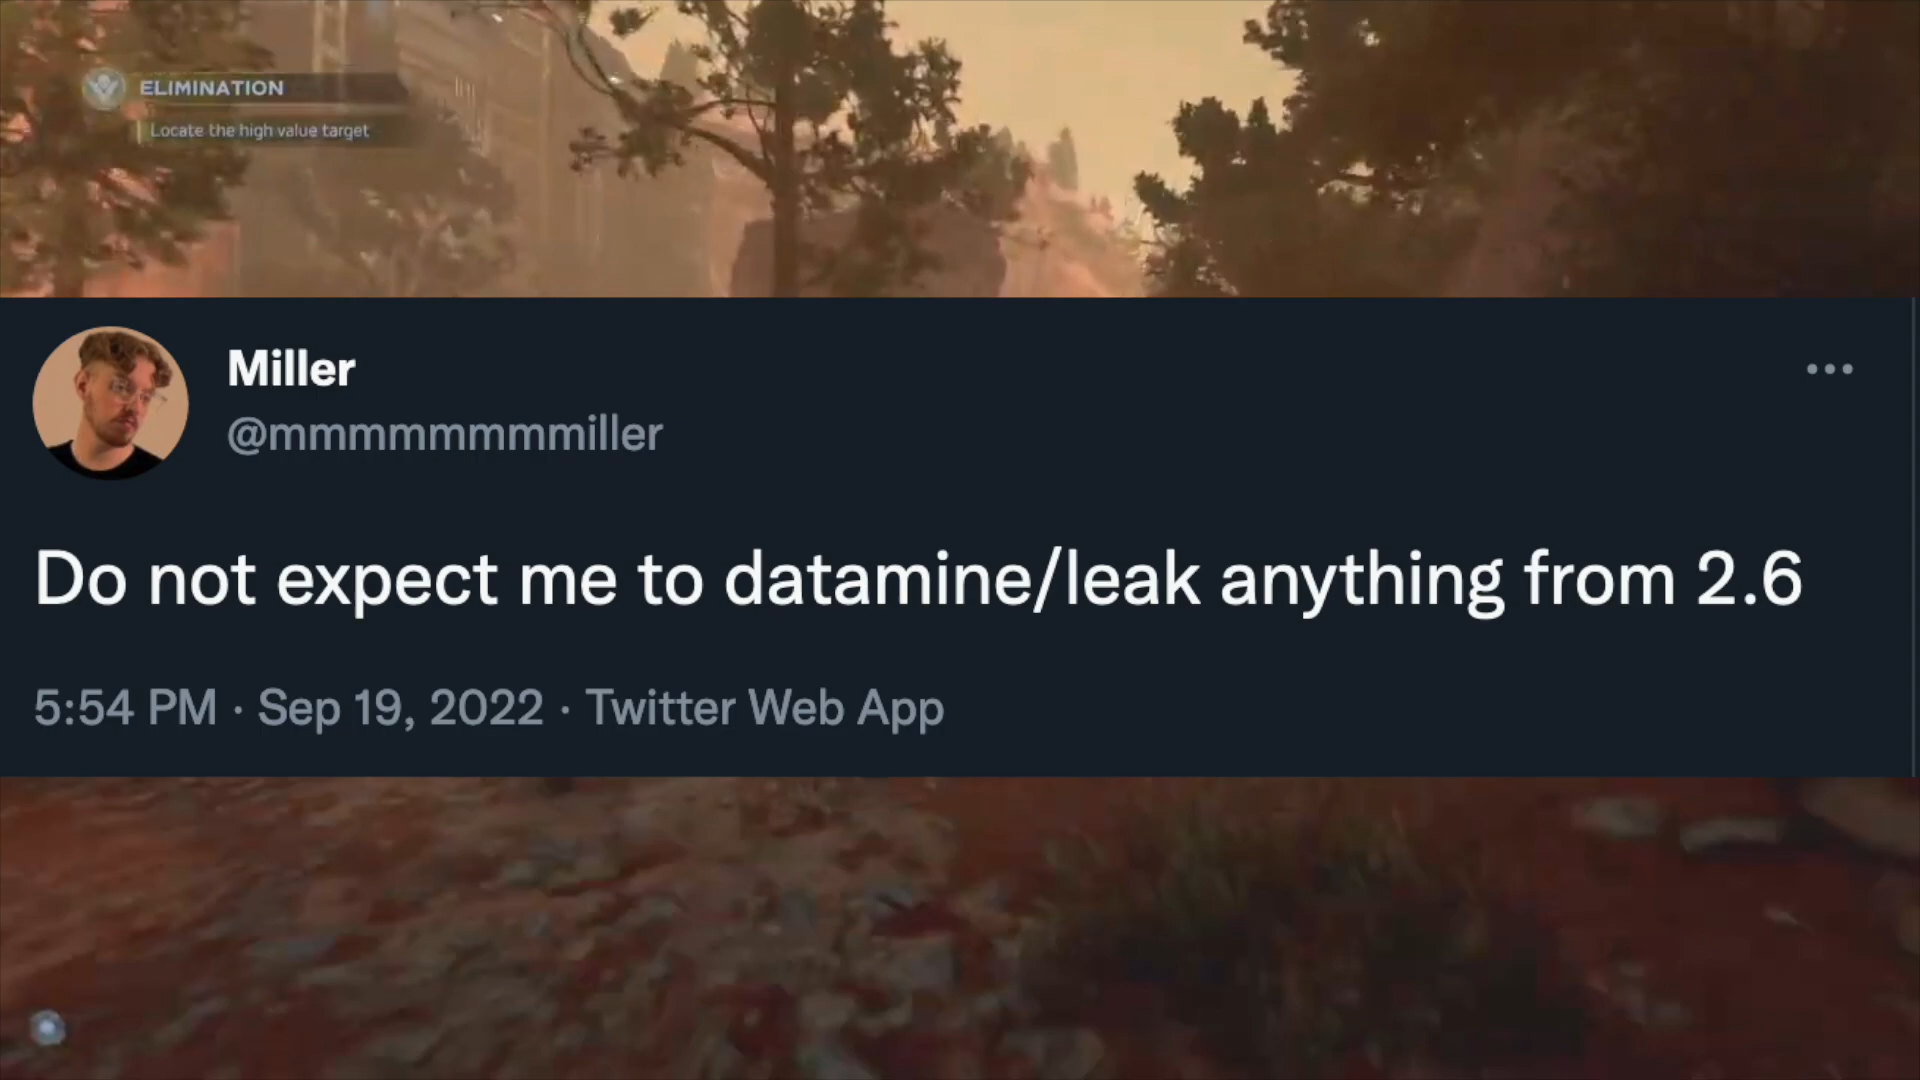 ELIMINATION
Locate the high value target
Miller
@mmmmmmmmiller
Do not expect me to datamine/leak anything from 2.6
5:54 PM · Sep 19, 2022 · Twitter Web App